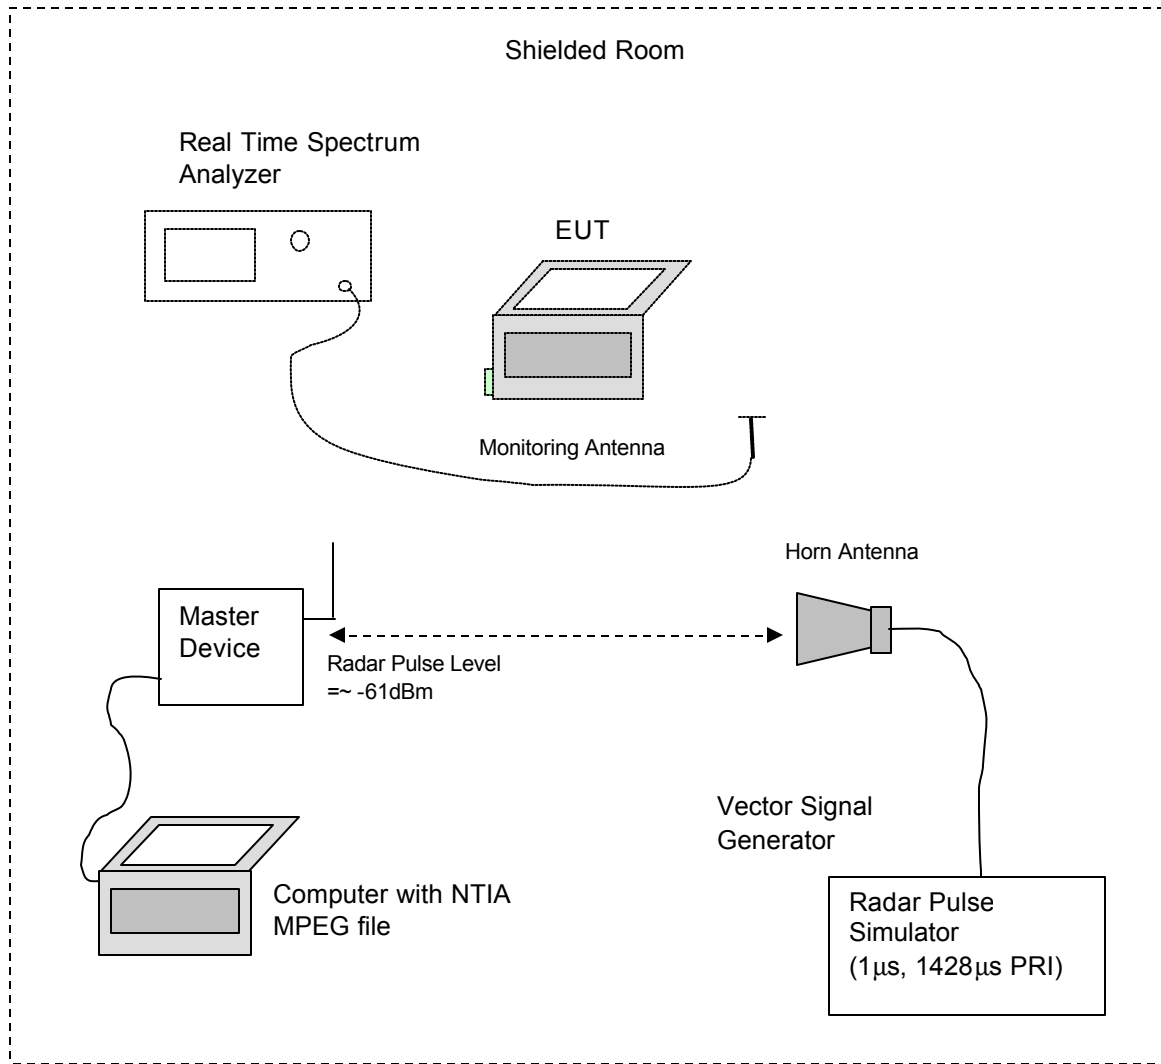 Shielded Room
Real Time Spectrum
Analyzer
EUT
Monitoring Antenna
Horn Antenna
Master
Device
Radar Pulse Level
=~ -61dBm
Vector Signal
Generator
Computer with NTIA
MPEG file
Radar Pulse
Simulator
(1μs, 1428μs PRI)